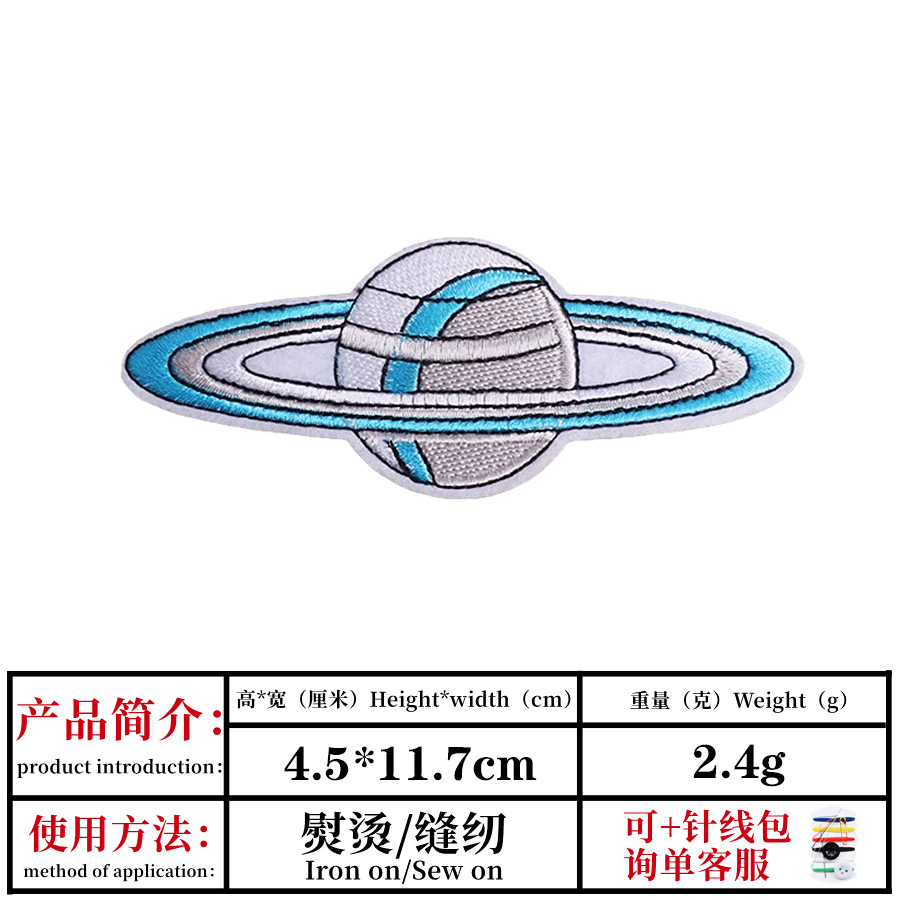 产品简介：
product introduction：
高*宽（厘米）Height*width（cm）
重量（克）Weight（g）
4.5*11.7cm
2.4g
使用方法：
method of application：
熨烫/缝纫
Iron on/Sew on
可+针线包
询单客服